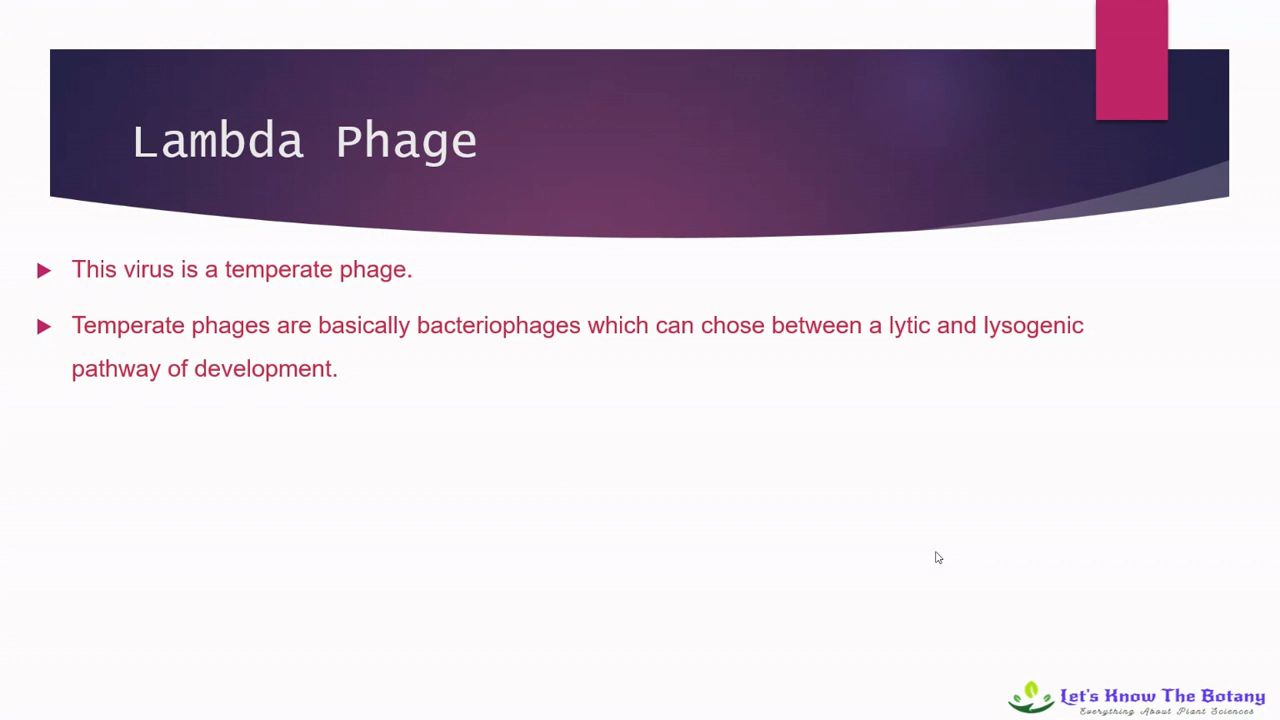 Lambda Phage
This virus is a temperate phage.
Temperate phages are basically bacteriophages which can chose between a lytic and lysogenic
pathway of development.
Let's Know The Botany
Everything About Plant Sciences